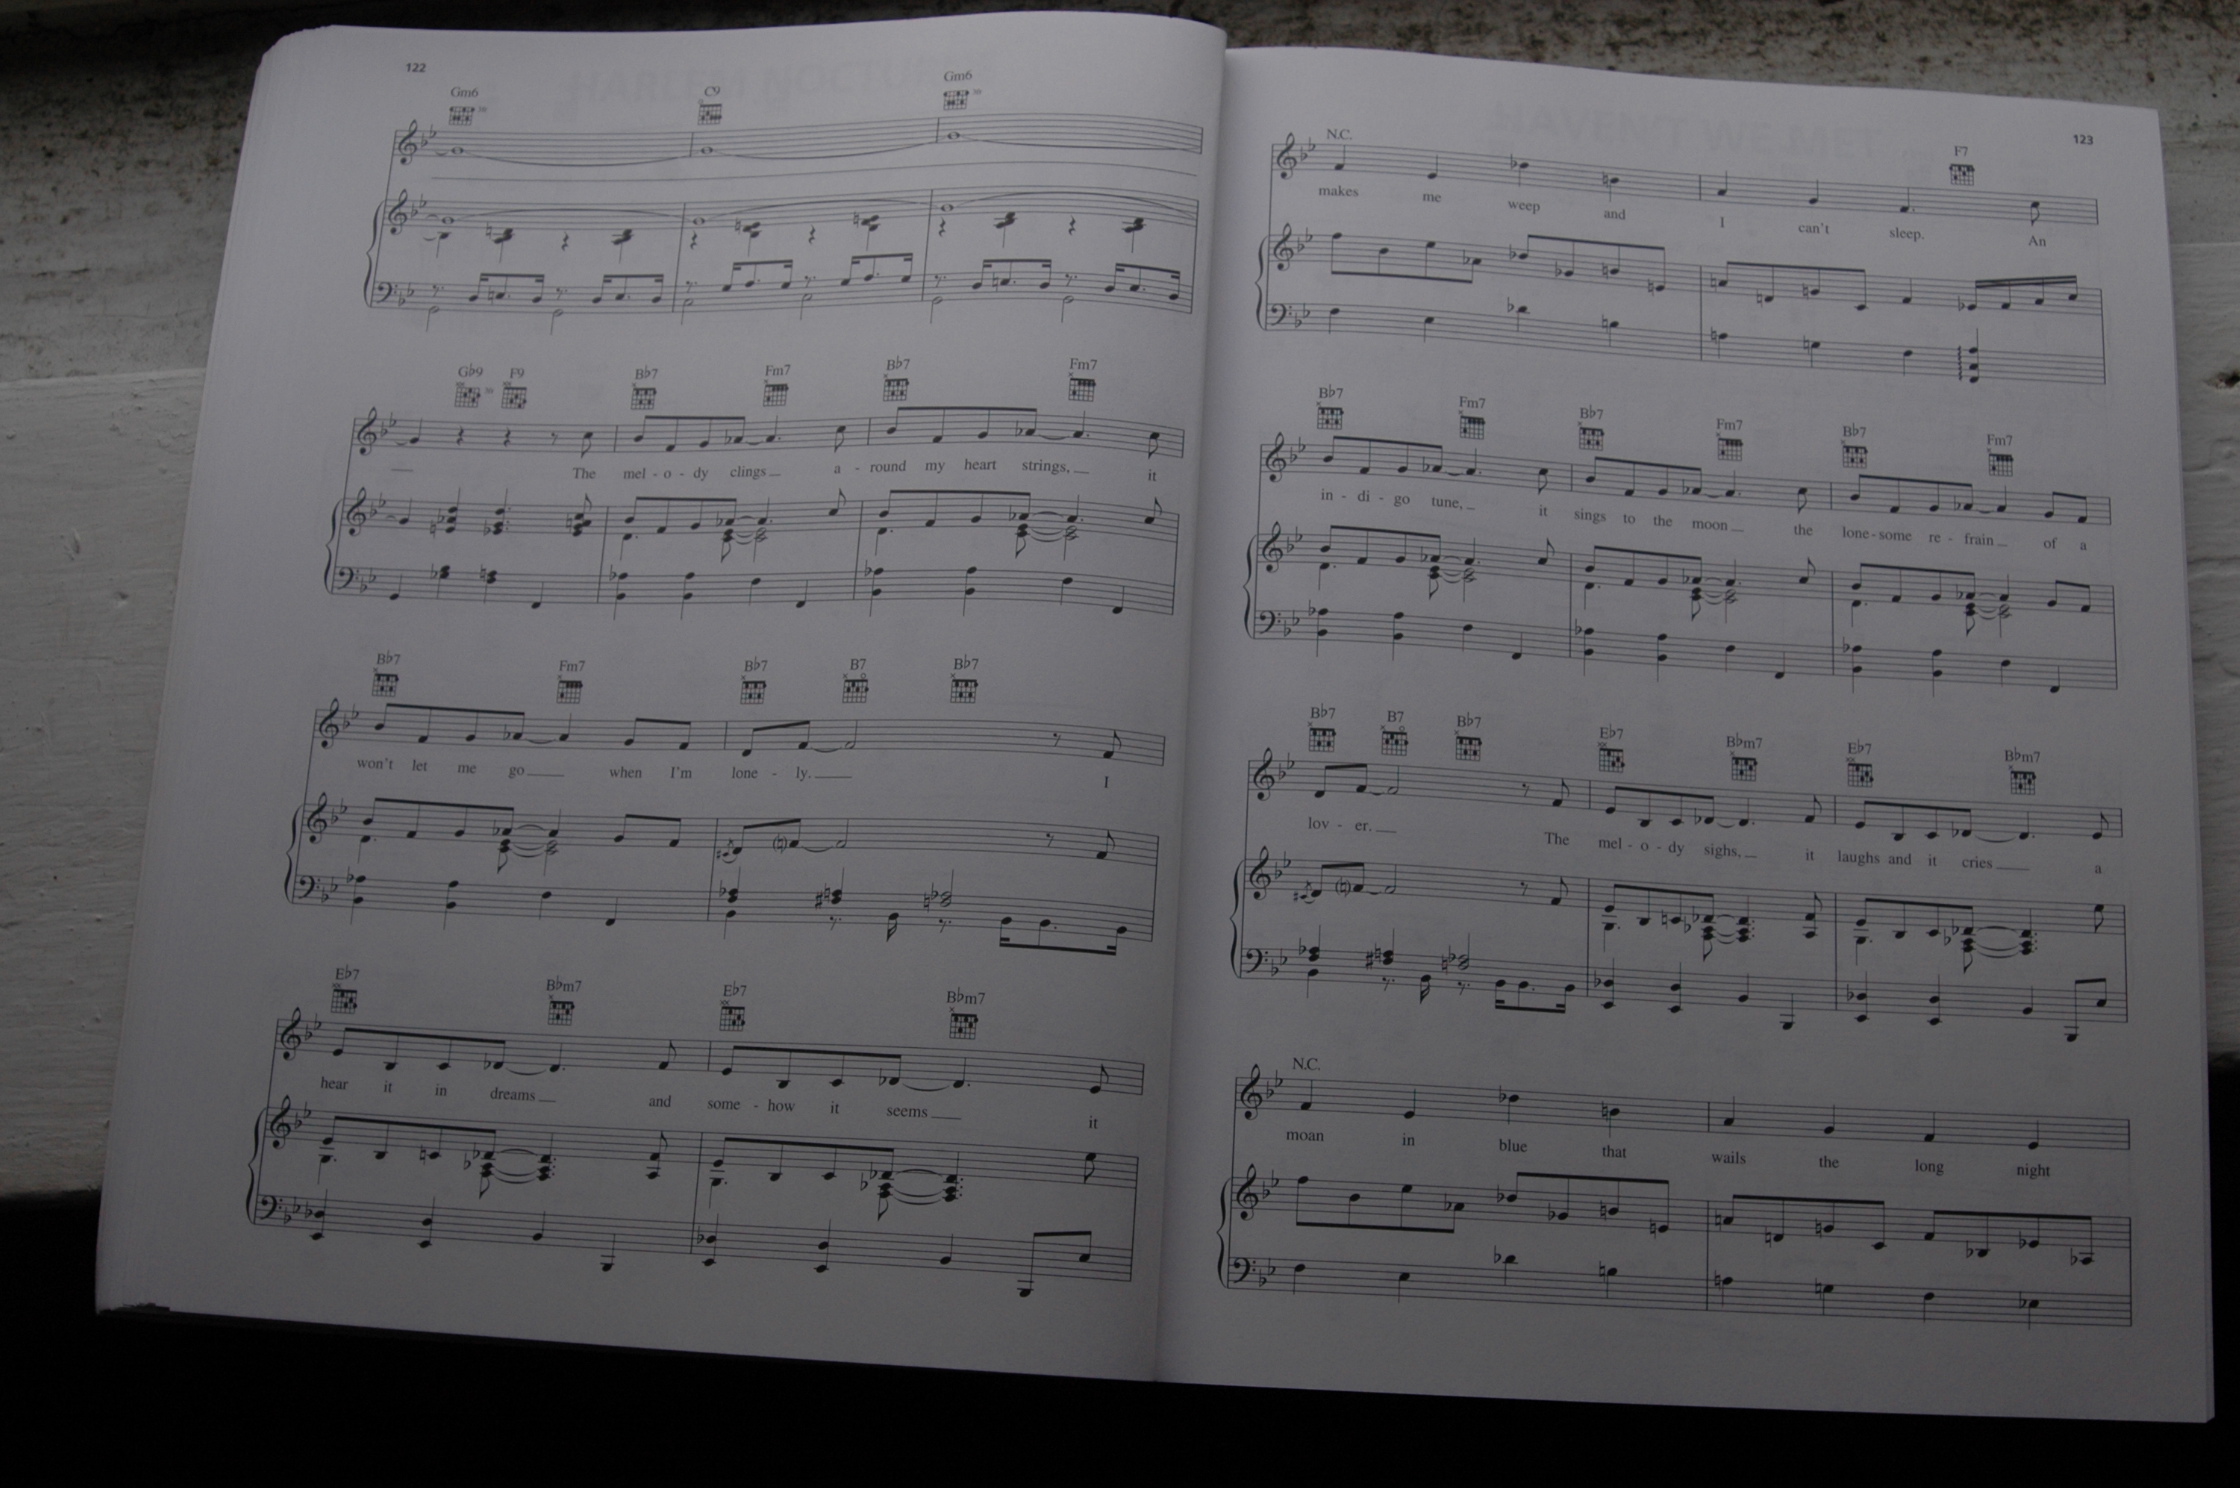 122
Gm6 C9 Gm6
G♭9 F9 B♭7 Fm7 B♭7 Fm7
The mel - o - dy clings a - round my heart strings, it
B♭7 Fm7 B♭7 B7 B♭7
won't let me go when I'm lone - ly. I
E♭7 B♭m7 E♭7 B♭m7
hear it in dreams and some - how it seems it
123
N.C. F7
makes me weep and I can't sleep. An
B♭7 Fm7 B♭7 Fm7 B♭7 Fm7
in - di - go tune, it sings to the moon the lone - some re - frain of a
B♭7 B7 B♭7 E♭7 B♭m7 E♭7 B♭m7
lov - er. The mel - o - dy sighs, it laughs and it cries a
N.C.
moan in blue that wails the long night